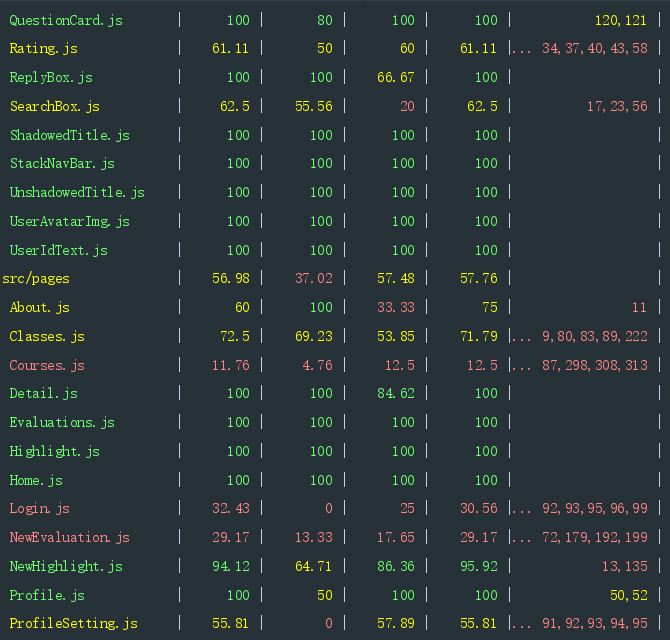 QuestionCard.js | 100 | 80 | 100 | 100 | 120,121 |
Rating.js | 61.11 | 50 | 60 | 61.11 |... 34,37,40,43,58 |
ReplyBox.js | 100 | 100 | 66.67 | 100 | |
SearchBox.js | 62.5 | 55.56 | 20 | 62.5 | 17,23,56 |
ShadowedTitle.js | 100 | 100 | 100 | 100 | |
StackNavBar.js | 100 | 100 | 100 | 100 | |
UnshadowedTitle.js | 100 | 100 | 100 | 100 | |
UserAvatarImg.js | 100 | 100 | 100 | 100 | |
UserIdText.js | 100 | 100 | 100 | 100 | |
src/pages | 56.98 | 37.02 | 57.48 | 57.76 | |
About.js | 60 | 100 | 33.33 | 75 | 11 |
Classes.js | 72.5 | 69.23 | 53.85 | 71.79 |... 9,80,83,89,222 |
Courses.js | 11.76 | 4.76 | 12.5 | 12.5 |... 87,298,308,313 |
Detail.js | 100 | 100 | 84.62 | 100 | |
Evaluations.js | 100 | 100 | 100 | 100 | |
Highlight.js | 100 | 100 | 100 | 100 | |
Home.js | 100 | 100 | 100 | 100 | |
Login.js | 32.43 | 0 | 25 | 30.56 |... 92,93,95,96,99 |
NewEvaluation.js | 29.17 | 13.33 | 17.65 | 29.17 |... 72,179,192,199 |
NewHighlight.js | 94.12 | 64.71 | 86.36 | 95.92 | 13,135 |
Profile.js | 100 | 50 | 100 | 100 | 50,52 |
ProfileSetting.js | 55.81 | 0 | 57.89 | 55.81 |... 91,92,93,94,95 |